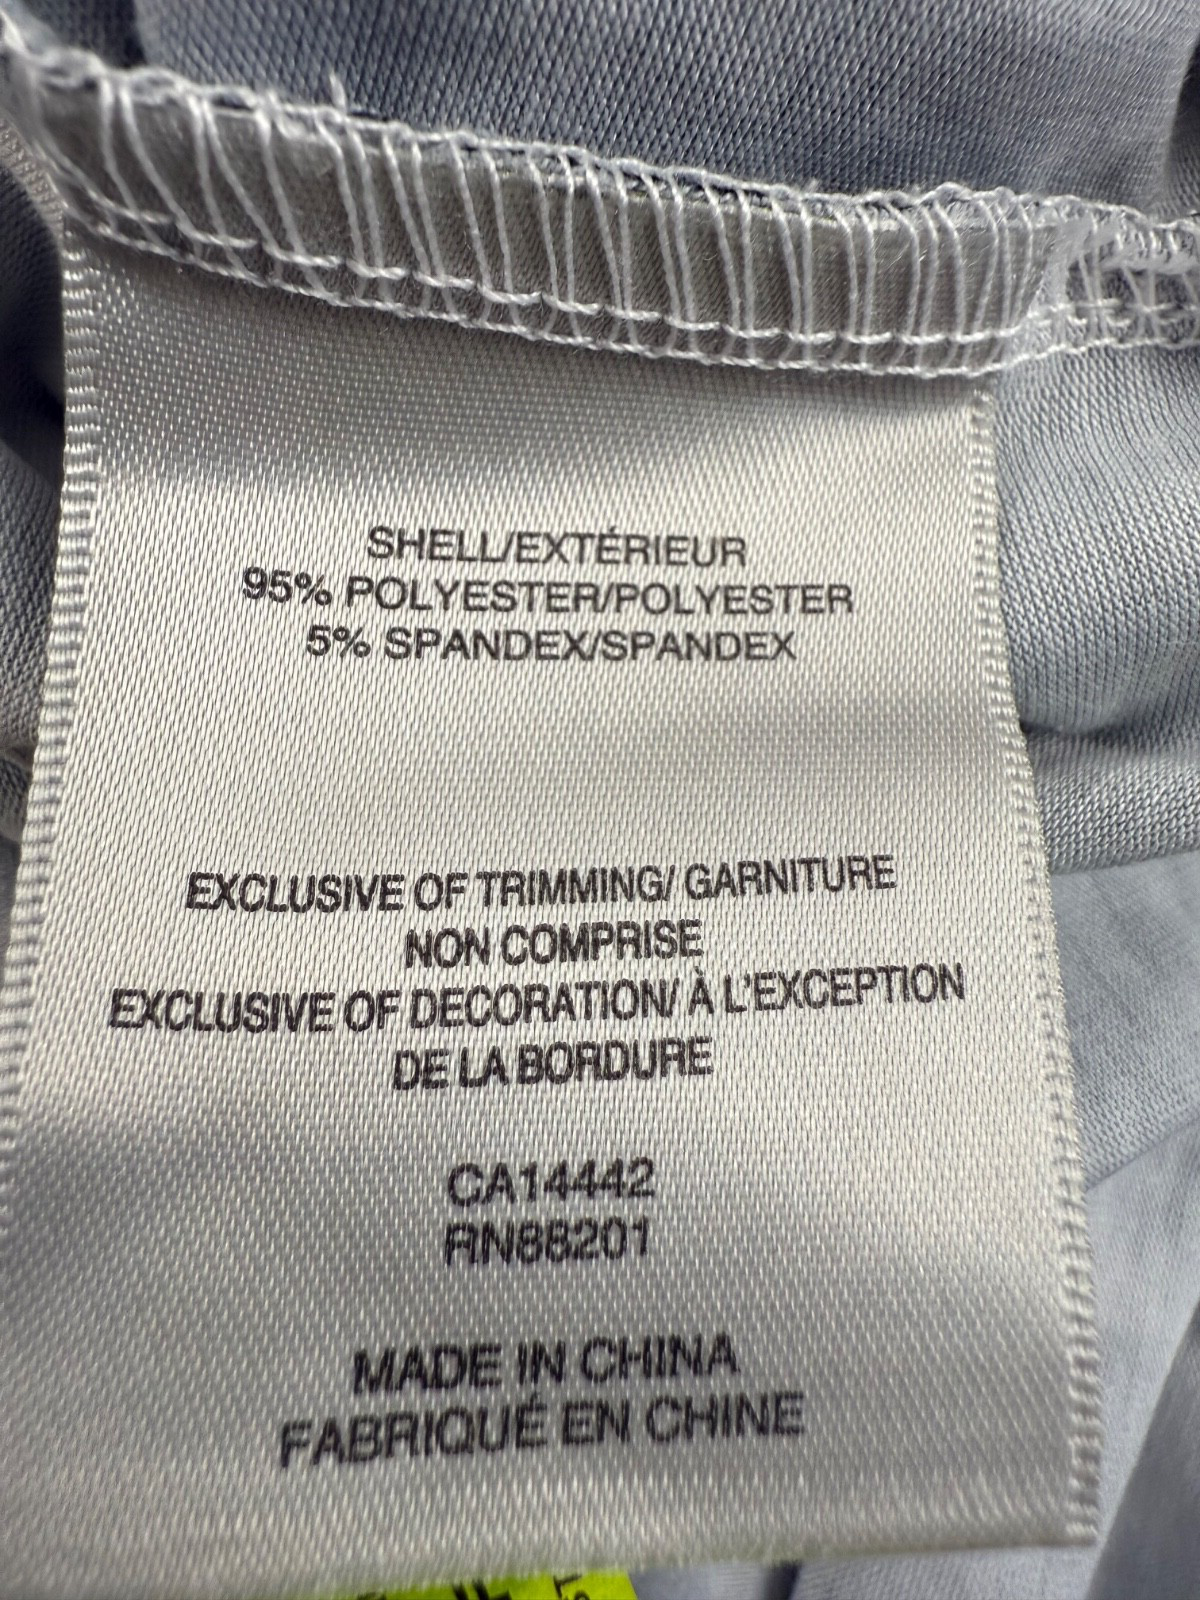 SHELL/EXTÉRIEUR
95% POLYESTER/POLYESTER
5% SPANDEX/SPANDEX
EXCLUSIVE OF TRIMMING/ GARNITURE
NON COMPRISE
EXCLUSIVE OF DECORATION/ À L'EXCEPTION
DE LA BORDURE
CA14442
RN88201
MADE IN CHINA
FABRIQUÉ EN CHINE